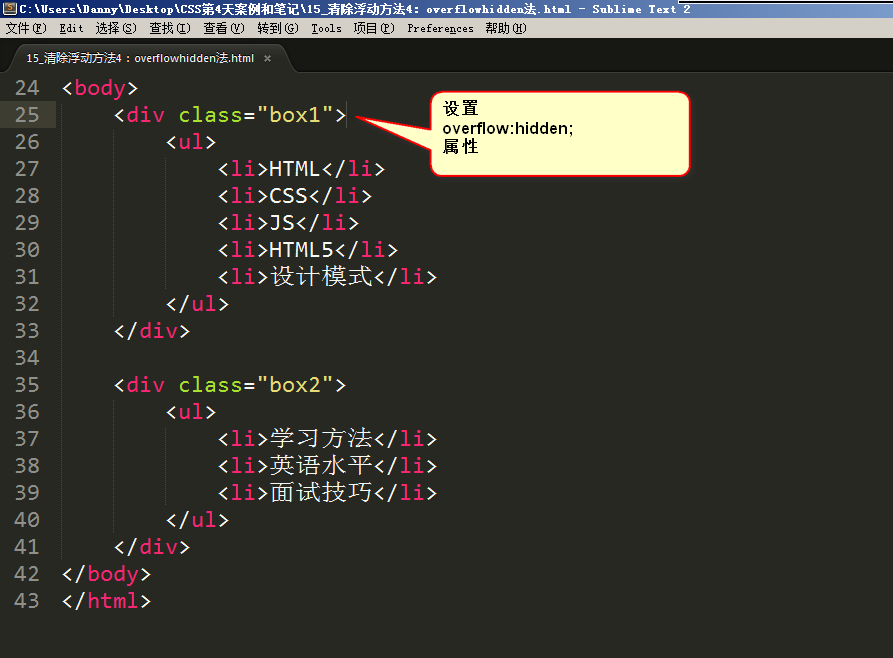 C:\Users\Danny\Desktop\CSS第4天案例和笔记\15_清除浮动方法4：overflowhidden法.html - Sublime Text 2
文件(F) Edit 选择(S) 查找(I) 查看(V) 转到(G) Tools 项目(P) Preferences 帮助(H)
15_清除浮动方法4：overflowhidden法.html ×
24 <body>
25 <div class="box1">
设置
overflow:hidden;
属性
26 <ul>
27 <li>HTML</li>
28 <li>CSS</li>
29 <li>JS</li>
30 <li>HTML5</li>
31 <li>设计模式</li>
32 </ul>
33 </div>
34
35 <div class="box2">
36 <ul>
37 <li>学习方法</li>
38 <li>英语水平</li>
39 <li>面试技巧</li>
40 </ul>
41 </div>
42 </body>
43 </html>